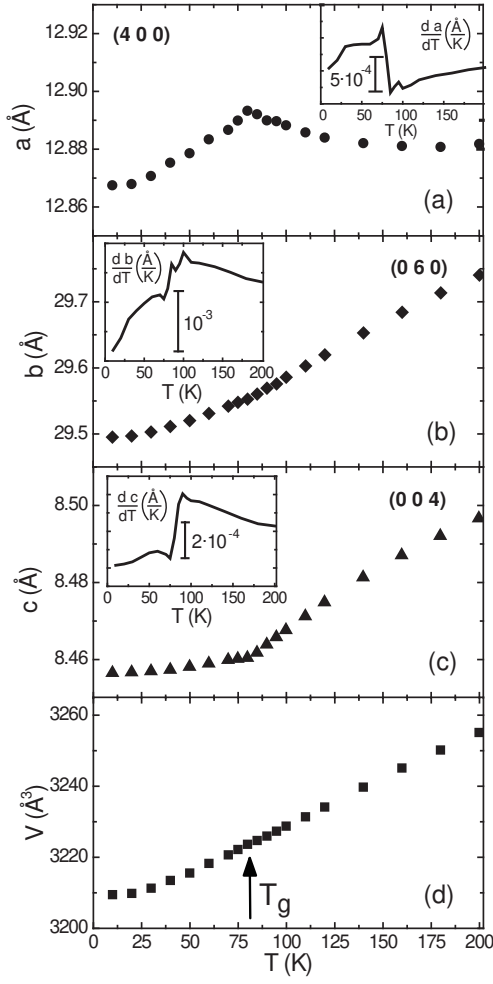 12.92
(4 0 0)
d a
dT
(Å
K)
5·10⁻⁴
0 50 100 150
T (K)
12.90
12.88
12.86
a (Å)
(a)
d b
dT
(Å
K)
10⁻³
0 50 100 150 200
T (K)
(0 6 0)
29.7
29.6
29.5
b (Å)
(b)
d c
dT
(Å
K)
2·10⁻⁴
0 50 100 150 200
T (K)
(0 0 4)
8.50
8.48
8.46
c (Å)
(c)
3260
3240
3220
3200
V (Å³)
T_g
(d)
0 25 50 75 100 125 150 175 200
T (K)